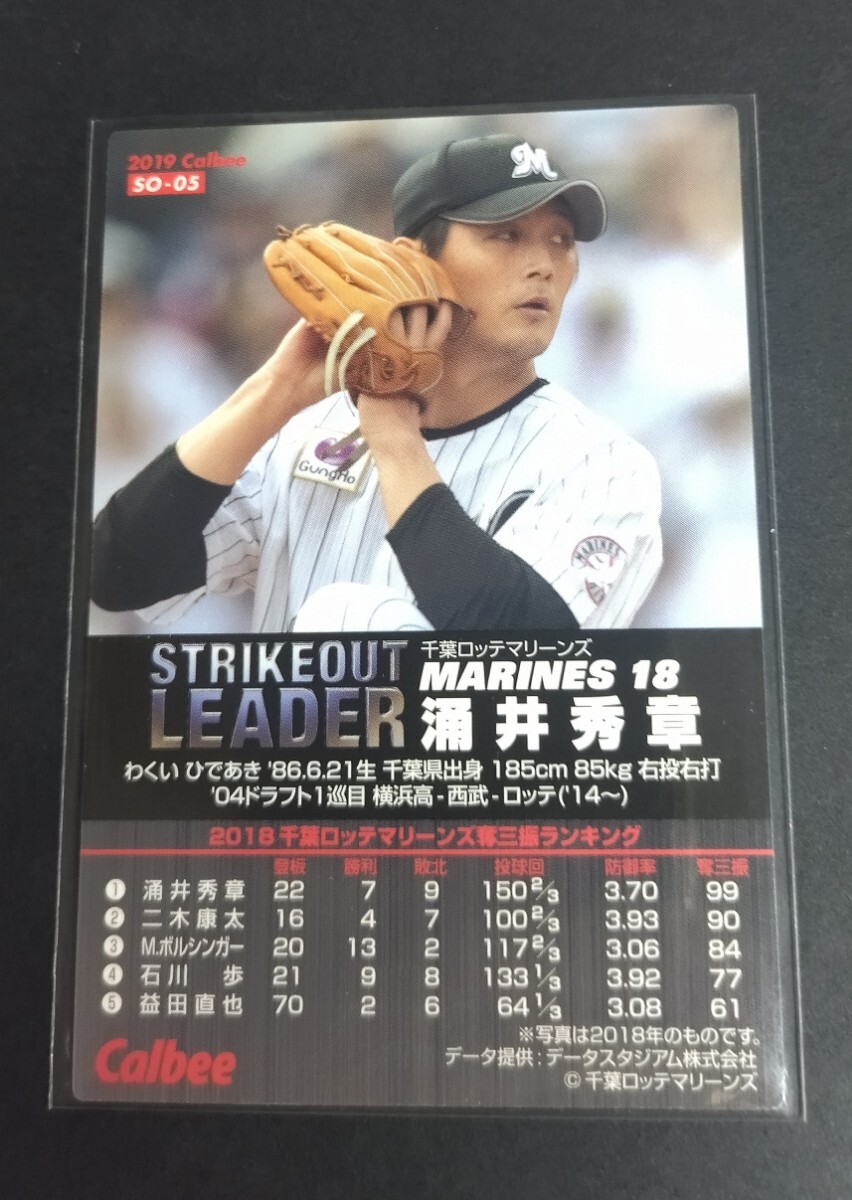 2019 Calbee
SO-05
M
GungHo
MARINES
STRIKEOUT
LEADER
千葉ロッテマリーンズ
MARINES 18
涌井秀章
わくい ひであき '86.6.21生 千葉県出身 185cm 85kg 右投右打
'04ドラフト1巡目 横浜高-西武-ロッテ('14〜)
2018 千葉ロッテマリーンズ奪三振ランキング
登板 勝利 敗北 投球回 防御率 奪三振
① 涌井秀章 22 7 9 150 2/3 3.70 99
② 二木康太 16 4 7 100 2/3 3.93 90
③ M.ボルシンガー 20 13 2 117 2/3 3.06 84
④ 石川 歩 21 9 8 133 1/3 3.92 77
⑤ 益田直也 70 2 6 64 1/3 3.08 61
※写真は2018年のものです。
データ提供:データスタジアム株式会社
© 千葉ロッテマリーンズ
Calbee